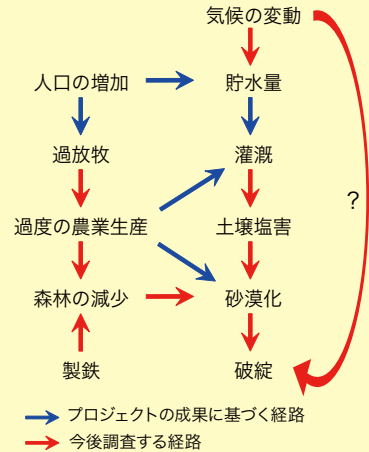 気候の変動
人口の増加 貯水量
過放牧 灌漑
?
過度の農業生産 土壌塩害
森林の減少 砂漠化
製鉄 破綻
プロジェクトの成果に基づく経路
今後調査する経路